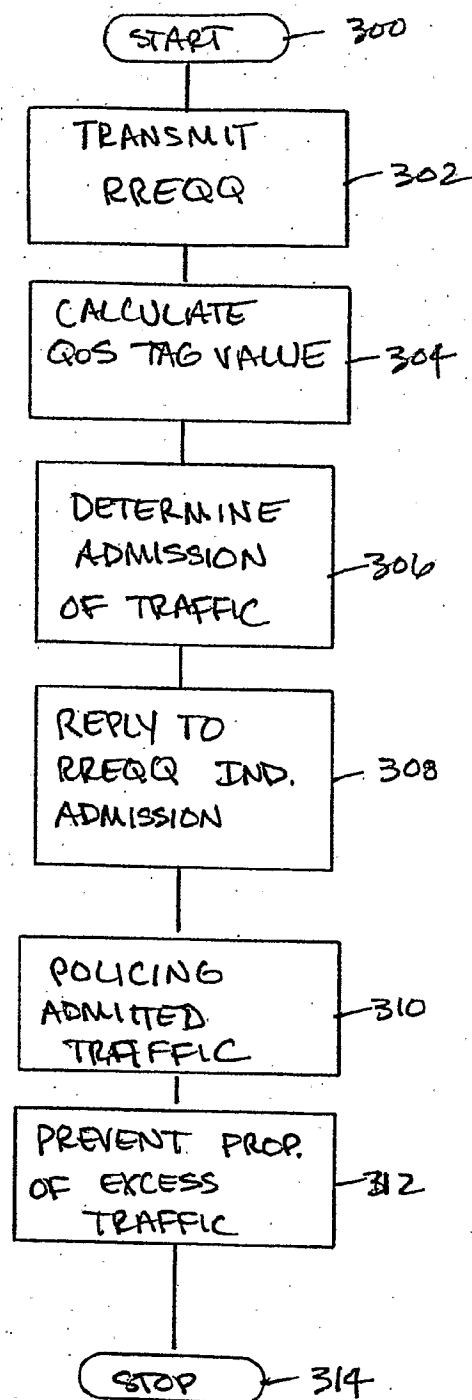 START 300
TRANSMIT
RREQQ 302
CALCULATE
QOS TAG VALUE 304
DETERMINE
ADMISSION 306
OF TRAFFIC
REPLY TO
RREQQ IND. 308
ADMISSION
POLICING
ADMITTED 310
TRAFFIC
PREVENT PROP.
OF EXCESS 312
TRAFFIC
STOP 314